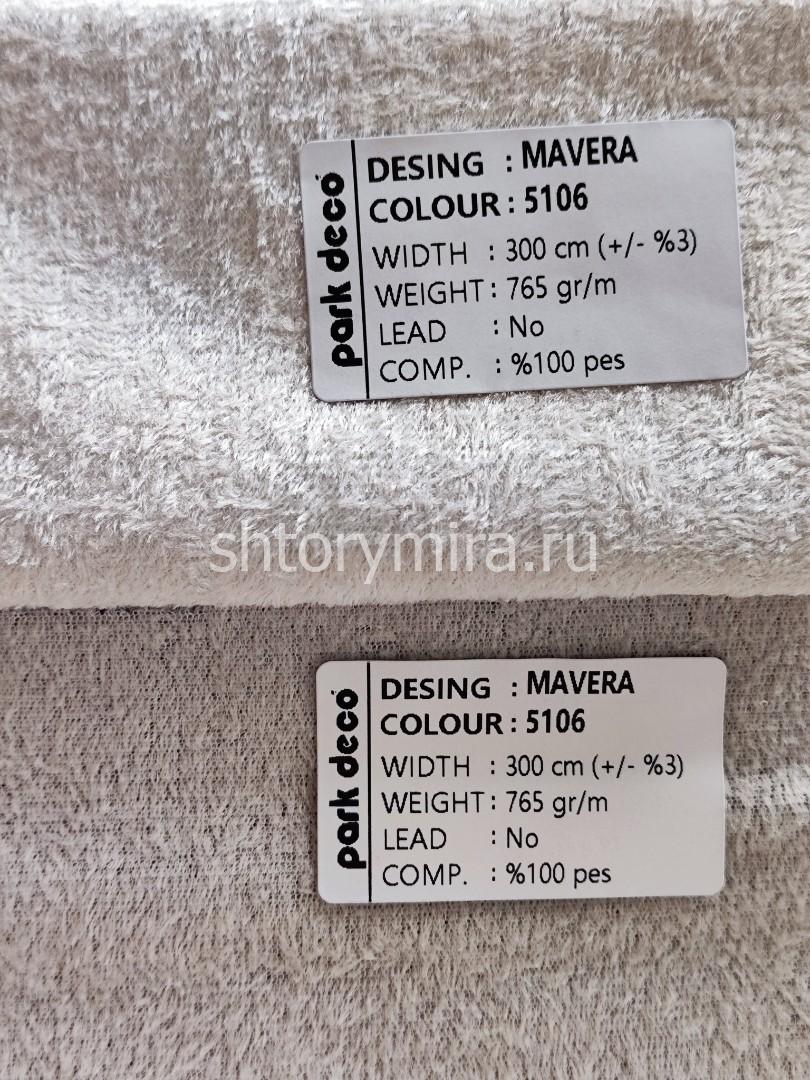 park deco
DESING : MAVERA
COLOUR : 5106
WIDTH : 300 cm (+/- %3)
WEIGHT : 765 gr/m
LEAD : No
COMP. : %100 pes
shtorymira.ru
park deco
DESING : MAVERA
COLOUR : 5106
WIDTH : 300 cm (+/- %3)
WEIGHT : 765 gr/m
LEAD : No
COMP. : %100 pes